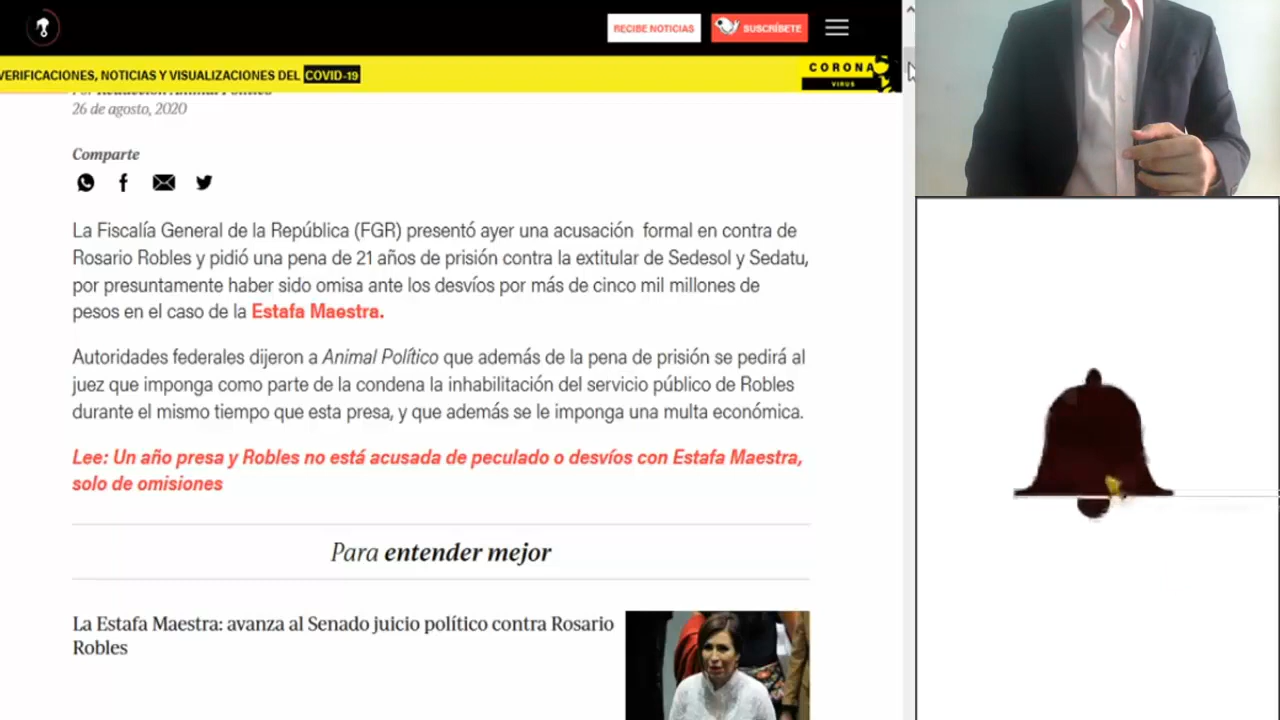 RECIBE NOTICIAS
SUSCRÍBETE
VERIFICACIONES, NOTICIAS Y VISUALIZACIONES DEL COVID-19
CORONA
VIRUS
Por Redacción Animal Político
26 de agosto, 2020
Comparte
La Fiscalía General de la República (FGR) presentó ayer una acusación formal en contra de
Rosario Robles y pidió una pena de 21 años de prisión contra la extitular de Sedesol y Sedatu,
por presuntamente haber sido omisa ante los desvíos por más de cinco mil millones de
pesos en el caso de la Estafa Maestra.
Autoridades federales dijeron a Animal Político que además de la pena de prisión se pedirá al
juez que imponga como parte de la condena la inhabilitación del servicio público de Robles
durante el mismo tiempo que esta presa, y que además se le imponga una multa económica.
Lee: Un año presa y Robles no está acusada de peculado o desvíos con Estafa Maestra,
solo de omisiones
Para entender mejor
La Estafa Maestra: avanza al Senado juicio político contra Rosario
Robles